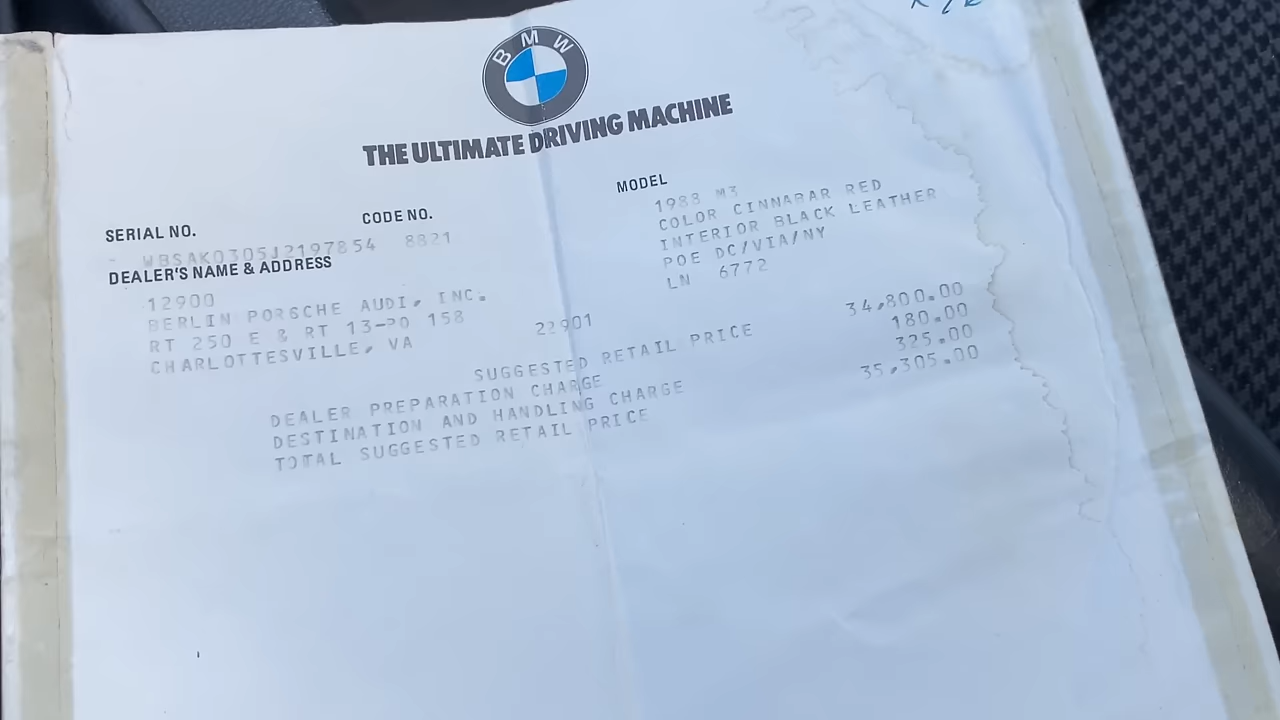 BMW
THE ULTIMATE DRIVING MACHINE
SERIAL NO.
CODE NO.
MODEL
WBSAK0305J2197854 8821
1988 M3
COLOR CINNABAR RED
INTERIOR BLACK LEATHER
POE DC/VIA/NY
LN 6772
DEALER'S NAME & ADDRESS
12900
BERLIN PORSCHE AUDI, INC.
RT 250 E & RT 13-20 158
CHARLOTTESVILLE, VA 22901
SUGGESTED RETAIL PRICE 34,800.00
DEALER PREPARATION CHARGE 180.00
DESTINATION AND HANDLING CHARGE 325.00
TOTAL SUGGESTED RETAIL PRICE 35,305.00